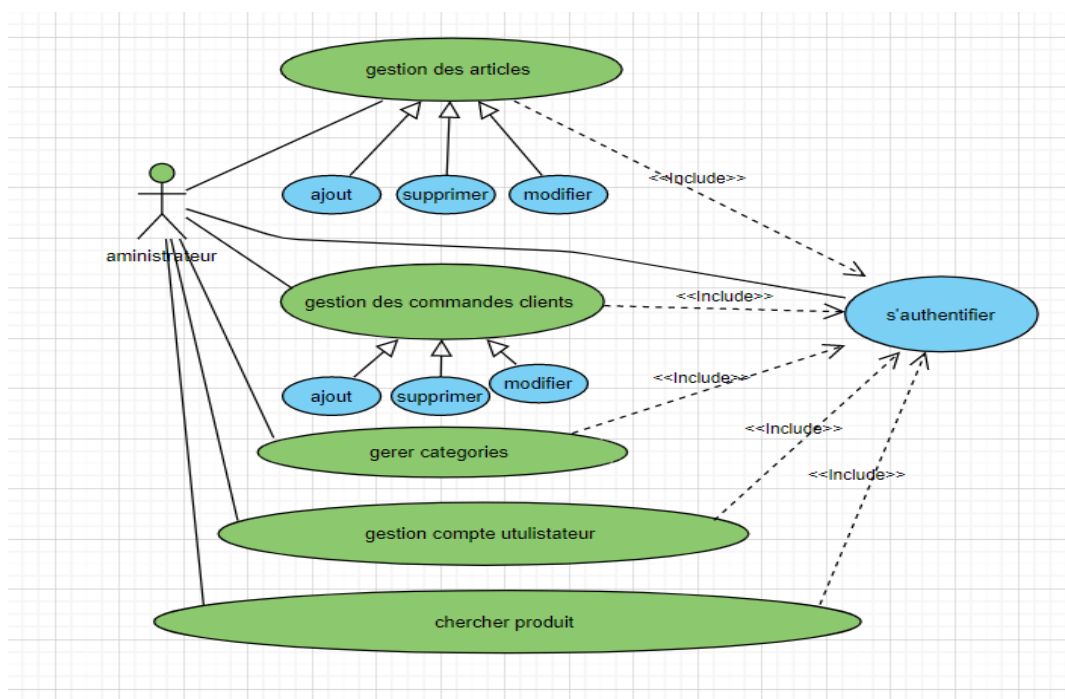 gestion des articles
<<Include>>
ajout
supprimer
modifier
aministrateur
gestion des commandes clients
<<Include>>
s'authentifier
<<Include>>
ajout
supprimer
modifier
gerer categories
<<Include>>
<<Include>>
gestion compte utulistateur
chercher produit